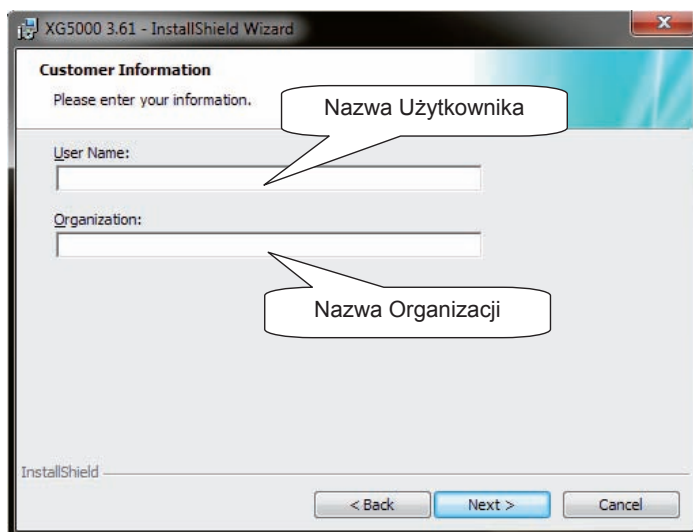 XG5000 3.61 - InstallShield Wizard
Customer Information
Please enter your information.
Nazwa Użytkownika
User Name:
Organization:
Nazwa Organizacji
InstallShield
< Back
Next >
Cancel